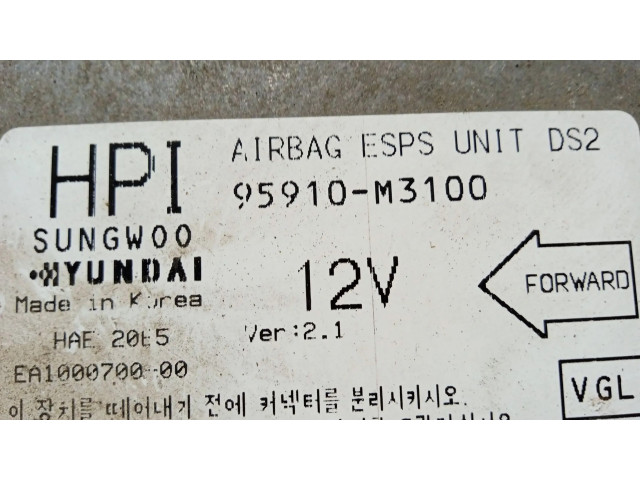 HPI
AIRBAG ESPS UNIT DS2
95910-M3100
SUNGWOO
HYUNDAI
12V
FORWARD
Made in Korea
HAE
Ver:2.1
EA1000700-00
VGL
이 장치를 떼어내기 전에 커넥터를 분리시키시오.